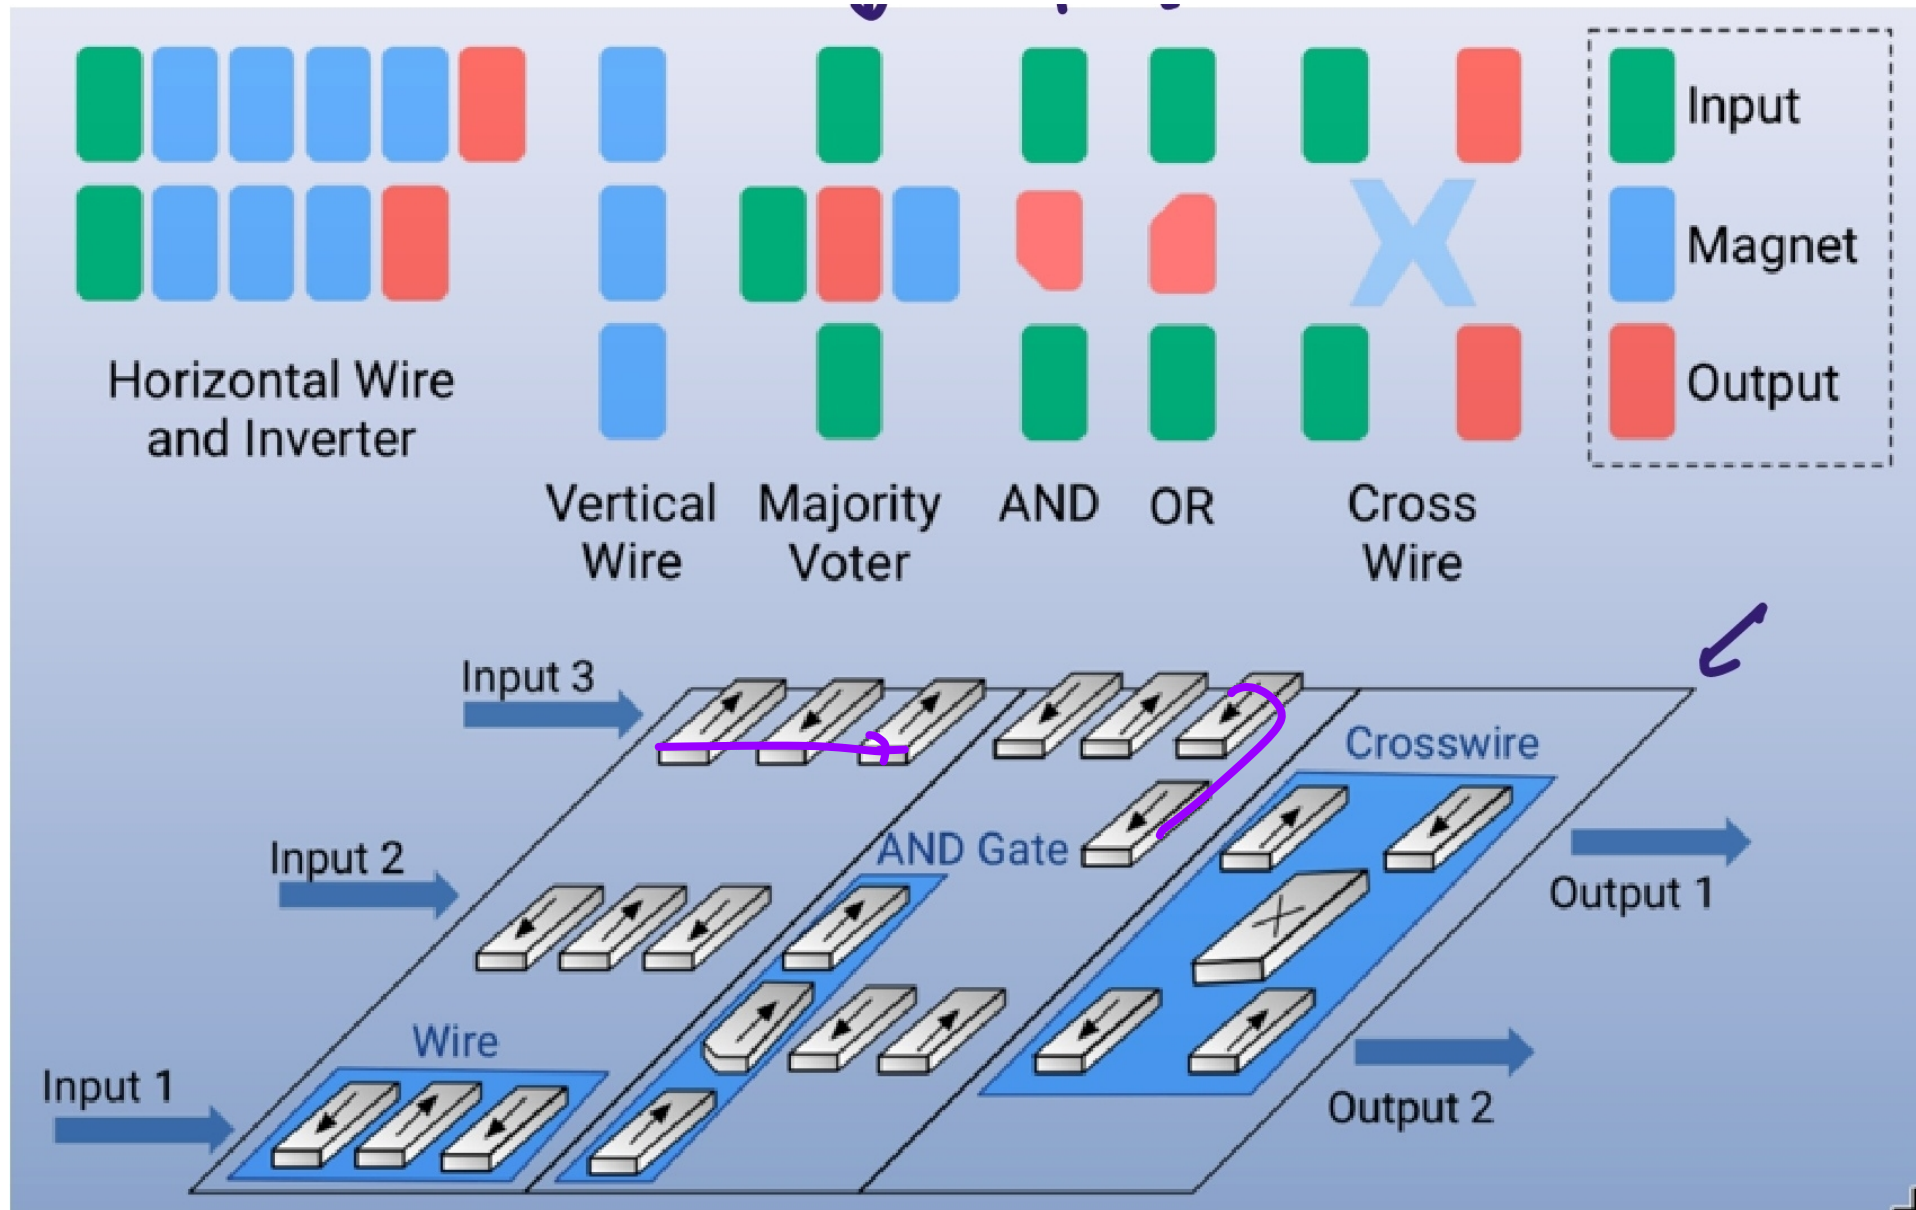 Input
Magnet
Output
Horizontal Wire
and Inverter
Vertical
Wire
Majority
Voter
AND
OR
Cross
Wire
Input 3
Crosswire
Input 2
AND Gate
Output 1
Wire
Input 1
Output 2